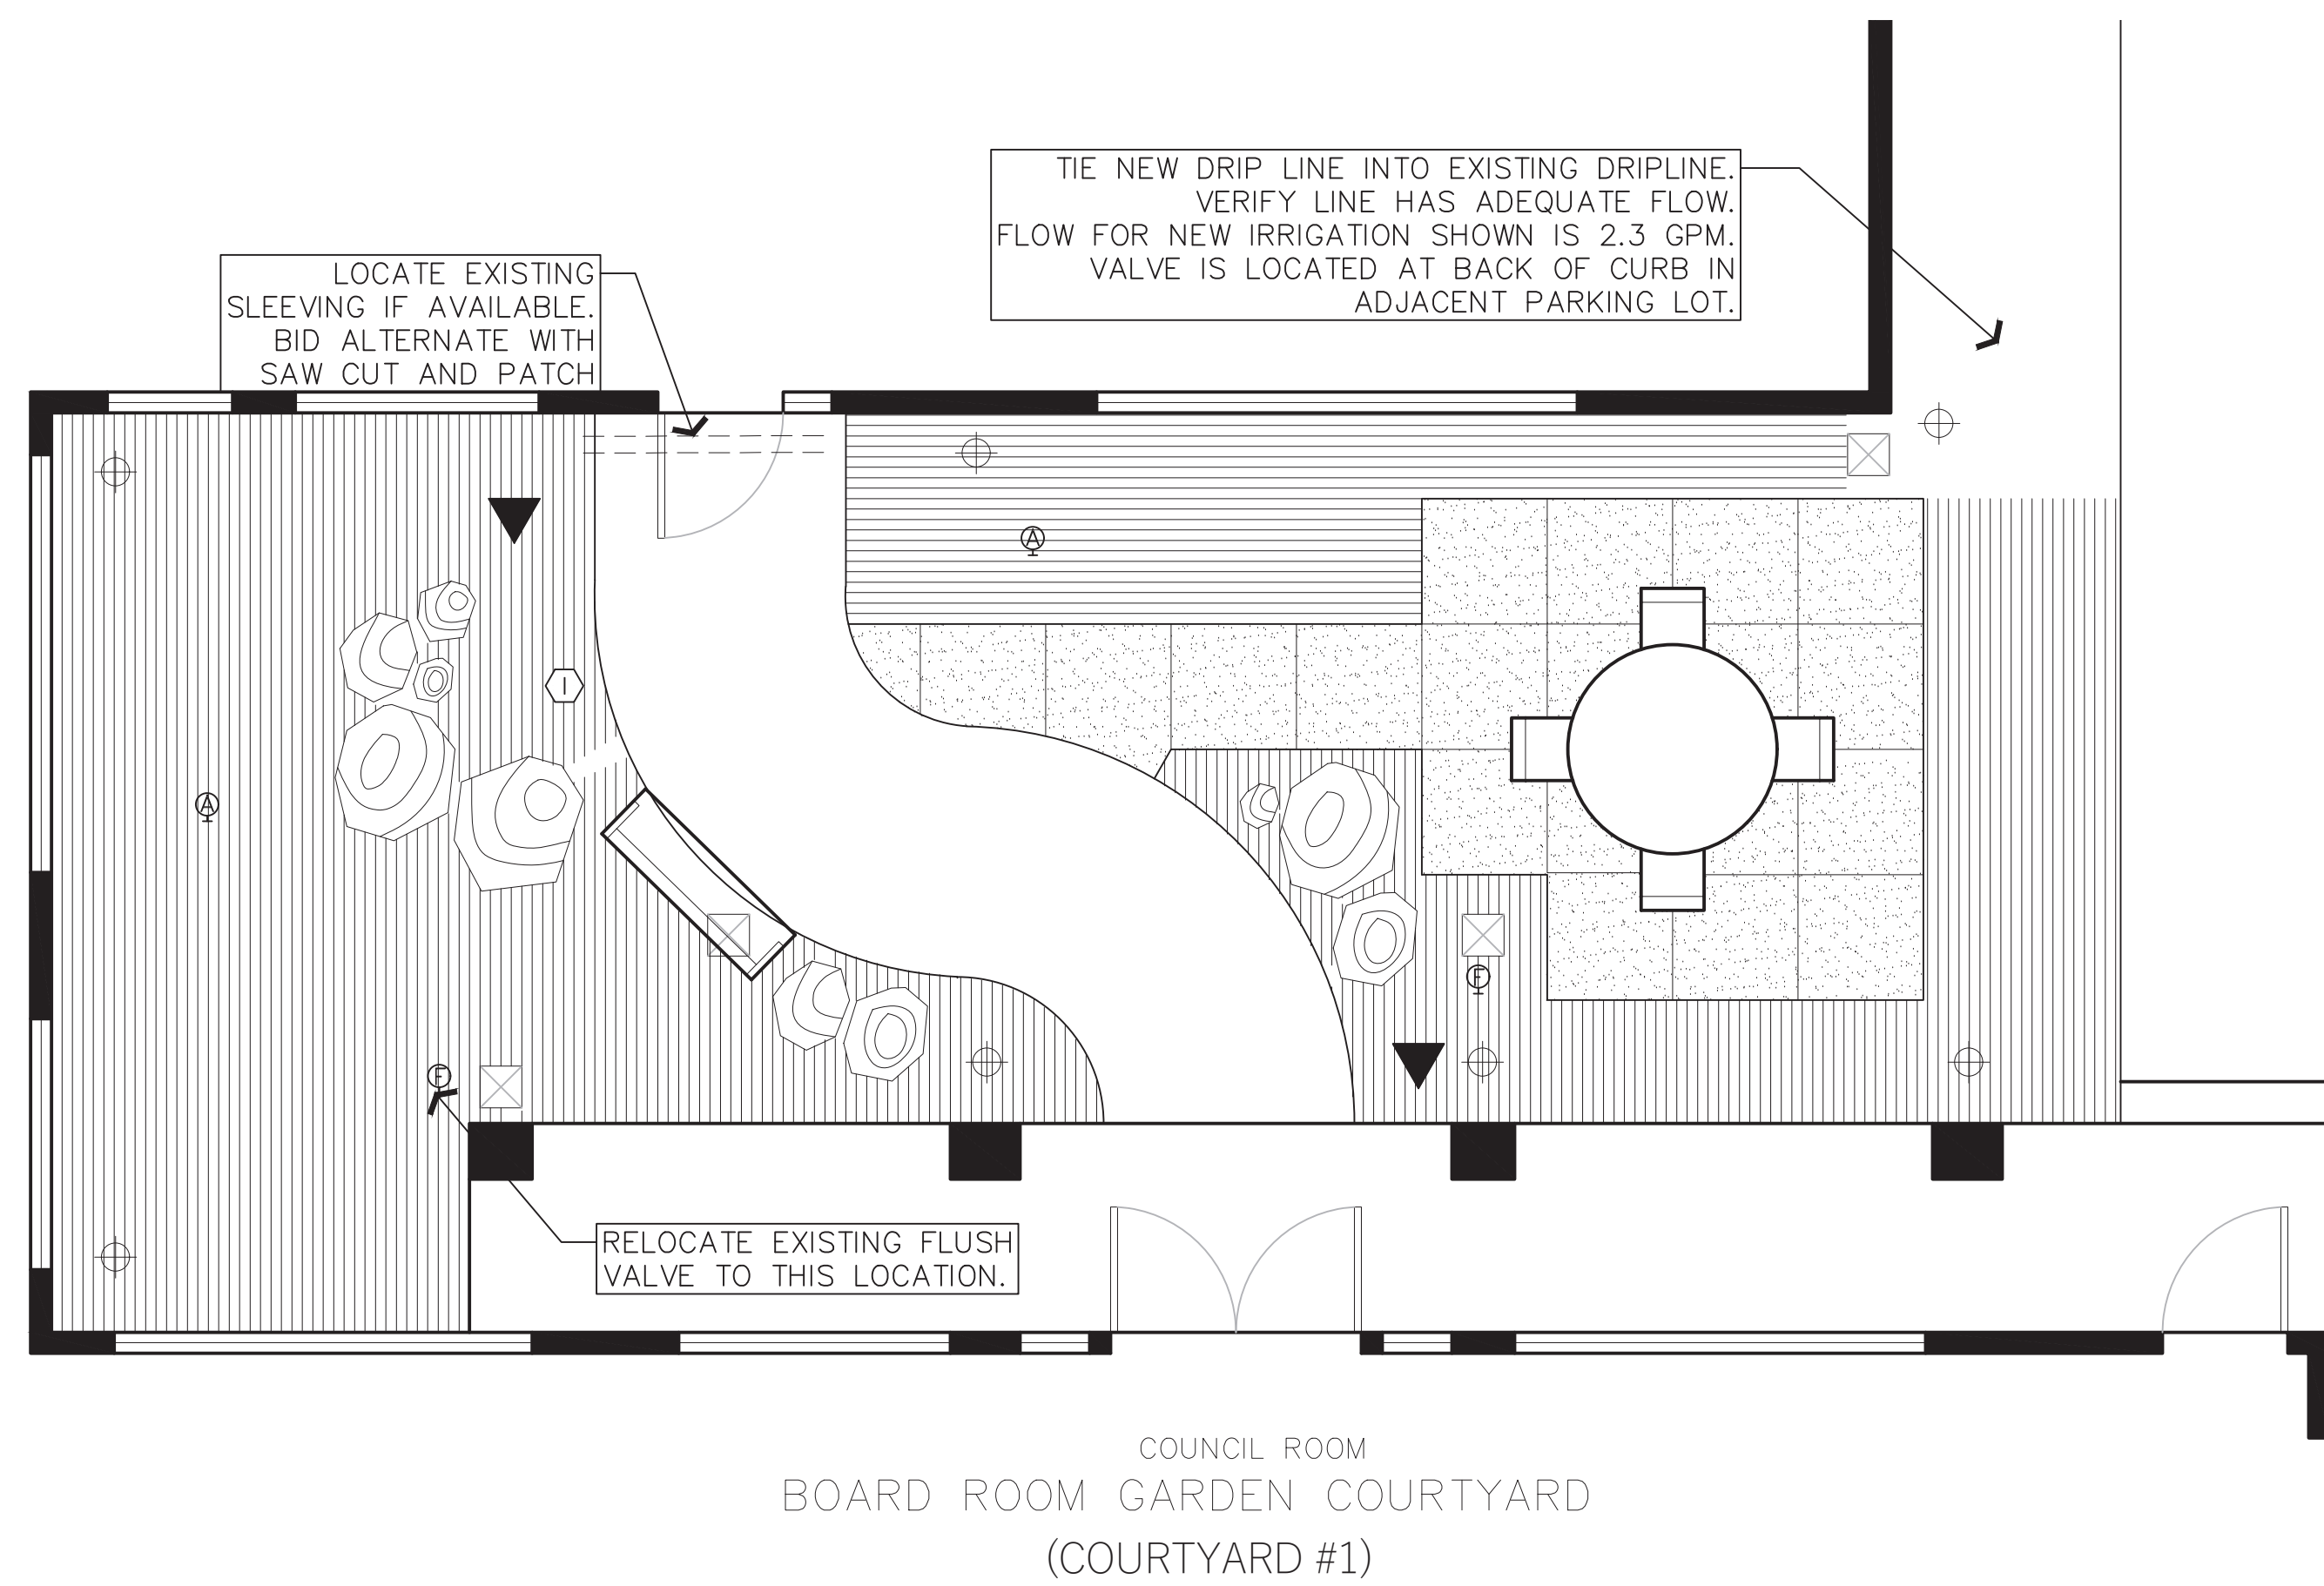 TIE NEW DRIP LINE INTO EXISTING DRIPLINE.
VERIFY LINE HAS ADEQUATE FLOW.
FLOW FOR NEW IRRIGATION SHOWN IS 2.3 GPM.
VALVE IS LOCATED AT BACK OF CURB IN
ADJACENT PARKING LOT.
LOCATE EXISTING
SLEEVING IF AVAILABLE.
BID ALTERNATE WITH
SAW CUT AND PATCH
A
1
A
F
F
RELOCATE EXISTING FLUSH
VALVE TO THIS LOCATION.
COUNCIL ROOM
BOARD ROOM GARDEN COURTYARD
(COURTYARD #1)